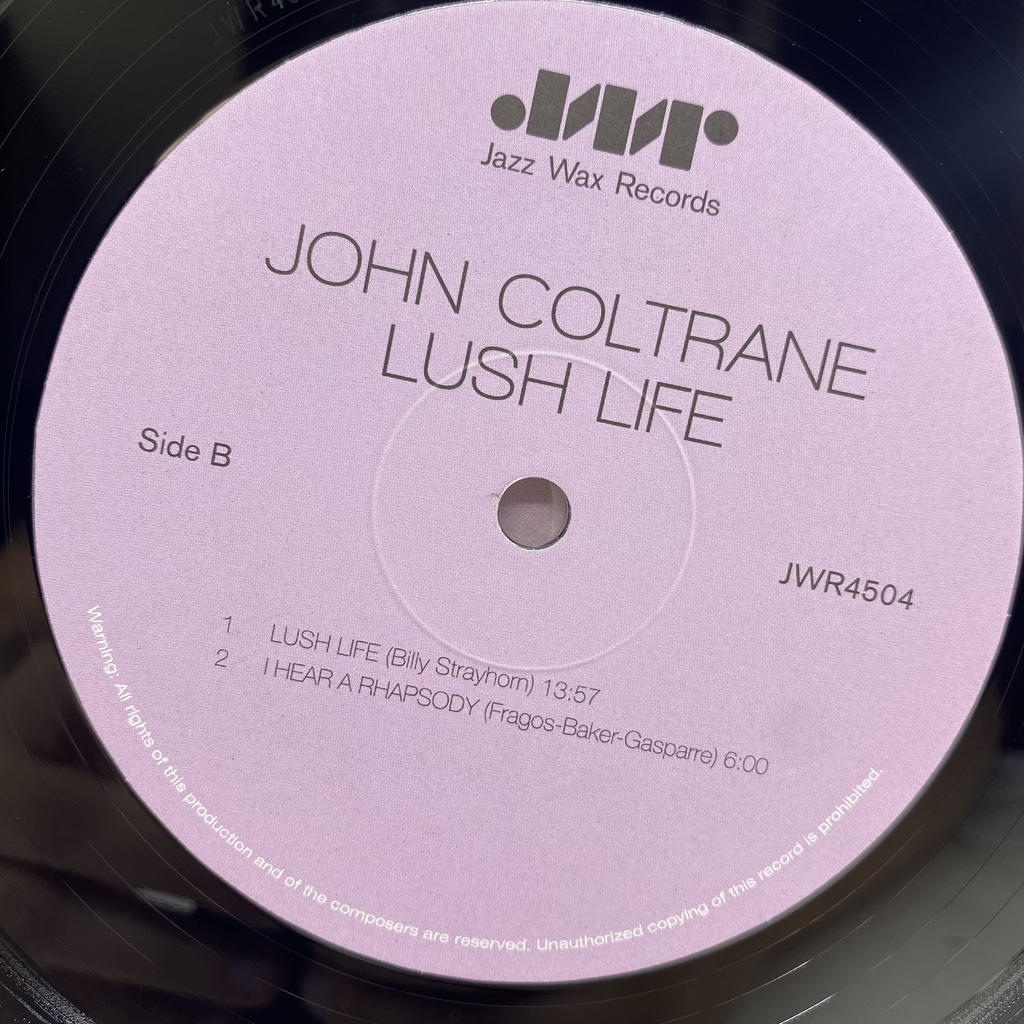 JWR
Jazz Wax Records
JOHN COLTRANE
LUSH LIFE
Side B
JWR4504
1 LUSH LIFE (Billy Strayhorn) 13:57
2 I HEAR A RHAPSODY (Fragos-Baker-Gasparre) 6:00
Warning: All rights of this production and of the composers are reserved. Unauthorized copying of this record is prohibited.